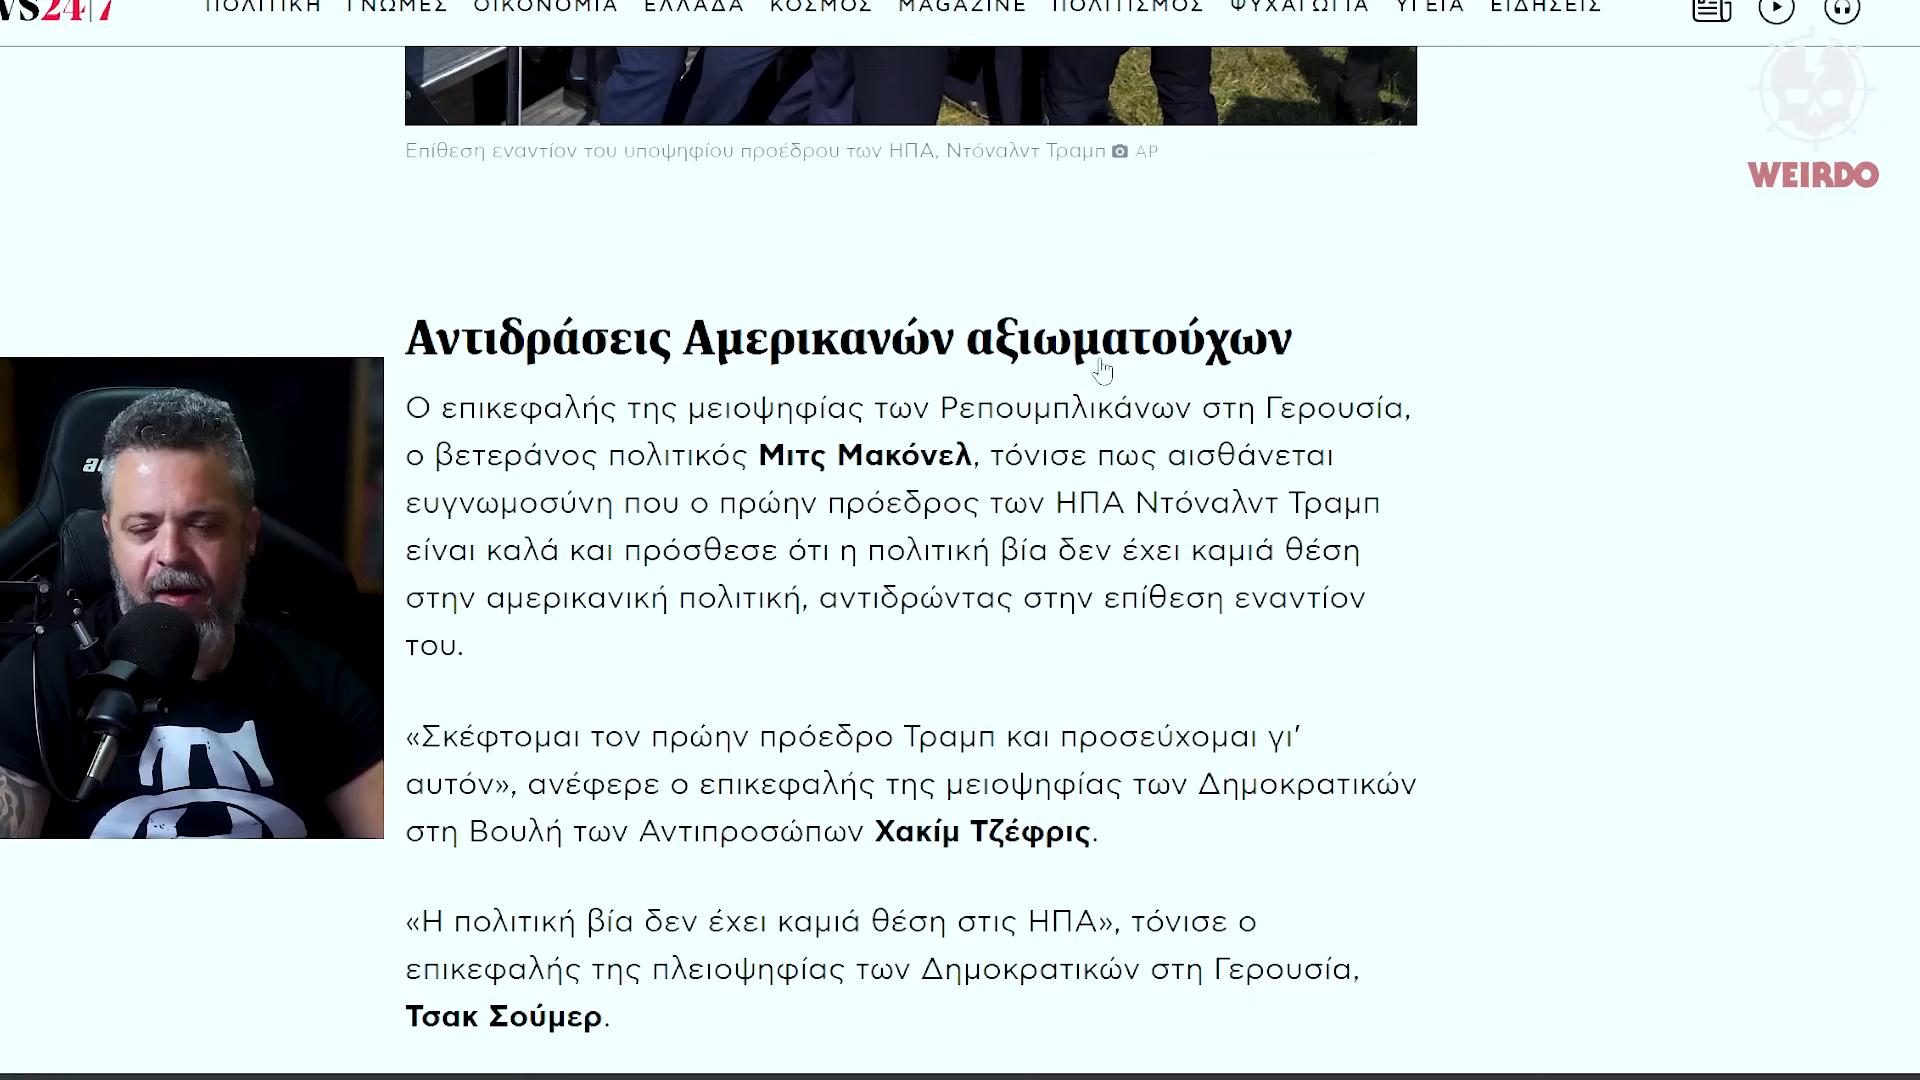 WS24|7
ΠΟΛΙΤΙΚΗ ΓΝΩΜΕΣ ΟΙΚΟΝΟΜΙΑ ΕΛΛΑΔΑ ΚΟΣΜΟΣ MAGAZINE ΠΟΛΙΤΙΣΜΟΣ ΨΥΧΑΓΩΓΙΑ ΥΓΕΙΑ ΕΙΔΗΣΕΙΣ
WEIRDO
Επίθεση εναντίον του υποψηφίου προέδρου των ΗΠΑ, Ντόναλντ Τραμπ AP
Αντιδράσεις Αμερικανών αξιωματούχων
Ο επικεφαλής της μειοψηφίας των Ρεπουμπλικάνων στη Γερουσία,
ο βετεράνος πολιτικός Μιτς Μακόνελ, τόνισε πως αισθάνεται
ευγνωμοσύνη που ο πρώην πρόεδρος των ΗΠΑ Ντόναλντ Τραμπ
είναι καλά και πρόσθεσε ότι η πολιτική βία δεν έχει καμιά θέση
στην αμερικανική πολιτική, αντιδρώντας στην επίθεση εναντίον
του.
«Σκέφτομαι τον πρώην πρόεδρο Τραμπ και προσεύχομαι γι’
αυτόν», ανέφερε ο επικεφαλής της μειοψηφίας των Δημοκρατικών
στη Βουλή των Αντιπροσώπων Χακίμ Τζέφρις.
«Η πολιτική βία δεν έχει καμιά θέση στις ΗΠΑ», τόνισε ο
επικεφαλής της πλειοψηφίας των Δημοκρατικών στη Γερουσία,
Τσακ Σούμερ.